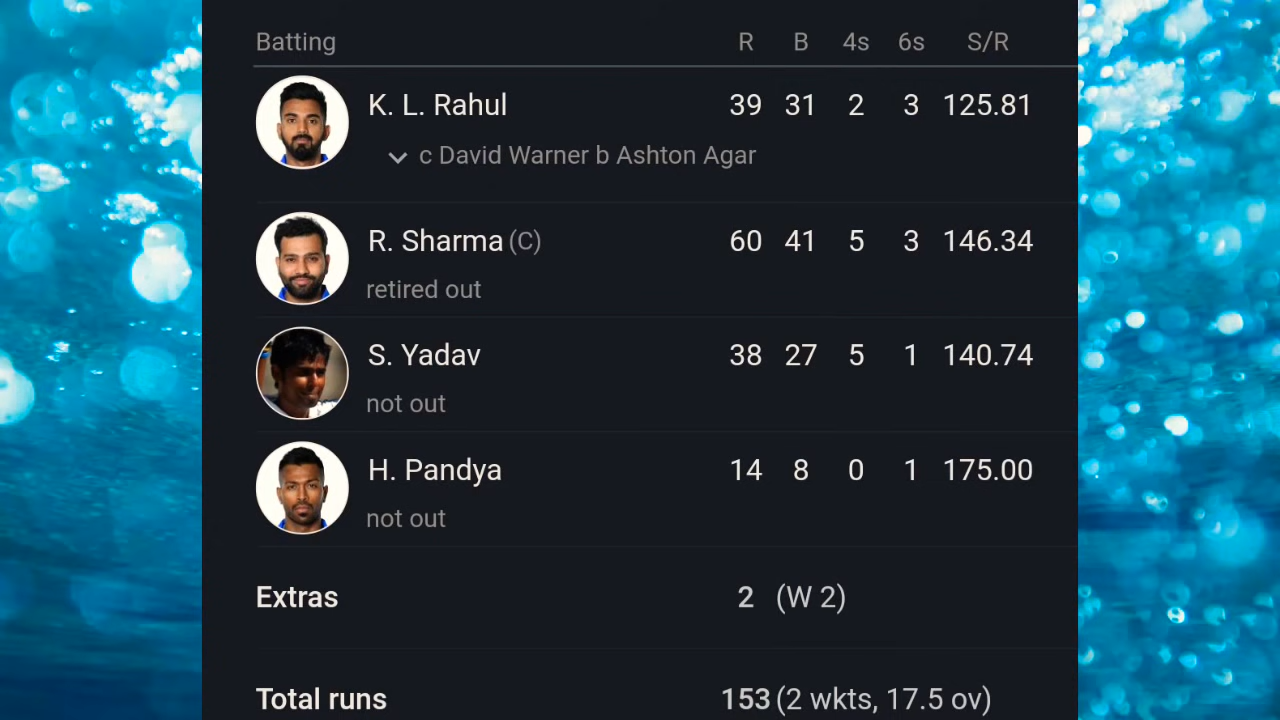 Batting R B 4s 6s S/R
K. L. Rahul 39 31 2 3 125.81
c David Warner b Ashton Agar
R. Sharma (C) 60 41 5 3 146.34
retired out
S. Yadav 38 27 5 1 140.74
not out
H. Pandya 14 8 0 1 175.00
not out
Extras 2 (W 2)
Total runs 153 (2 wkts, 17.5 ov)